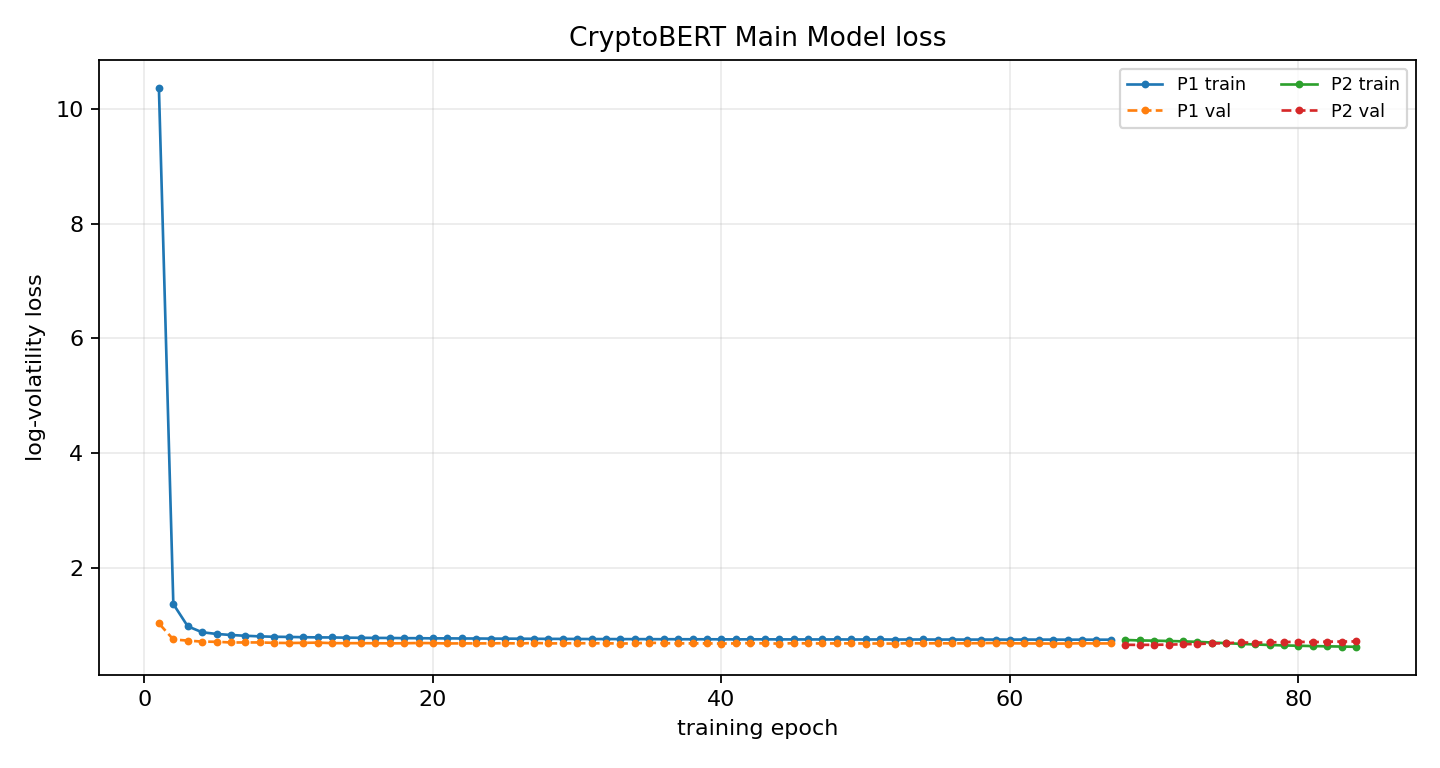 CryptoBERT Main Model loss
P1 train
P2 train
P1 val
P2 val
10
8
6
4
2
log-volatility loss
0
20
40
60
80
training epoch